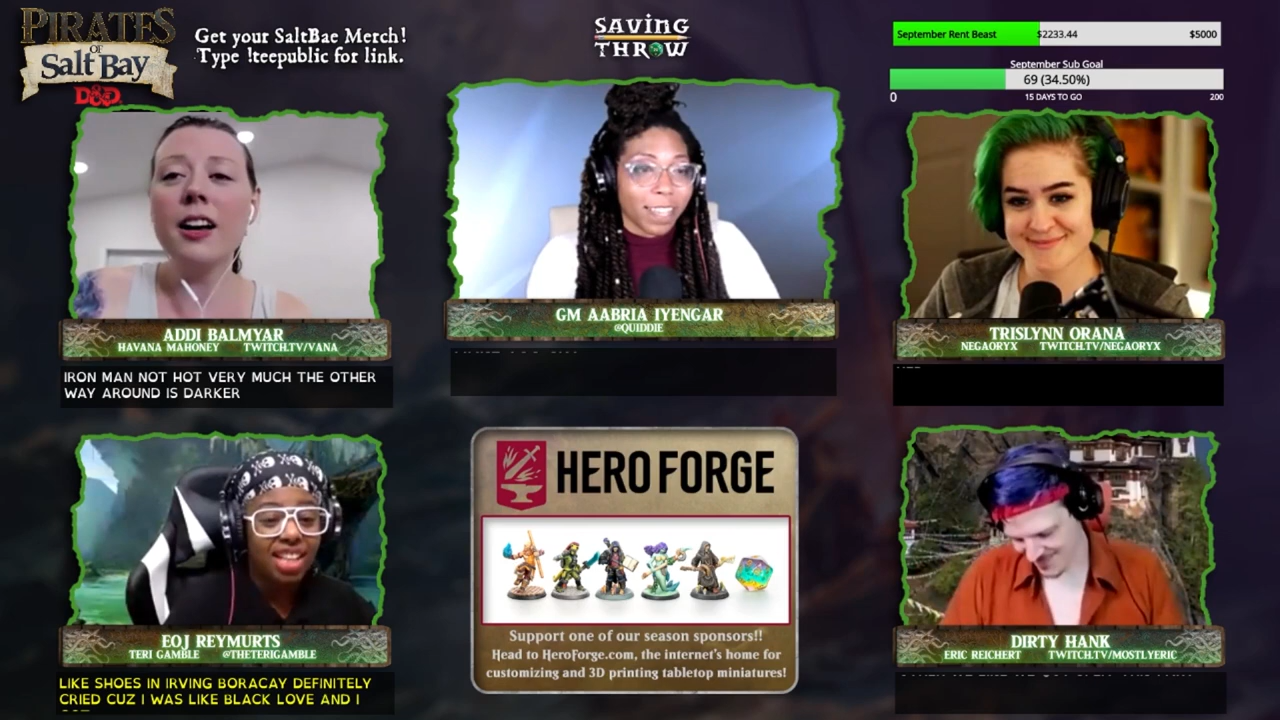 PIRATES
OF
Salt Bay
D&D
Get your SaltBae Merch!
Type !teepublic for link.
SAVING
THROW
September Rent Beast $2233.44 $5000
September Sub Goal
69 (34.50%)
0 15 DAYS TO GO 200
ADDI BALMYAR
HAVANA MAHONEY TWITCH.TV/VANA
IRON MAN NOT HOT VERY MUCH THE OTHER
WAY AROUND IS DARKER
GM AABRIA IYENGAR
@QUIDDIE
TRISLYNN ORANA
NEGAORYX TWITCH.TV/NEGAORYX
EOJ REYMURTS
TERI GAMBLE @THETERIGAMBLE
LIKE SHOES IN IRVING BORACAY DEFINITELY
CRIED CUZ I WAS LIKE BLACK LOVE AND I
HERO FORGE
Support one of our season sponsors!!
Head to HeroForge.com, the internet's home for
customizing and 3D printing tabletop miniatures!
DIRTY HANK
ERIC REICHERT TWITCH.TV/MOSTLYERIC